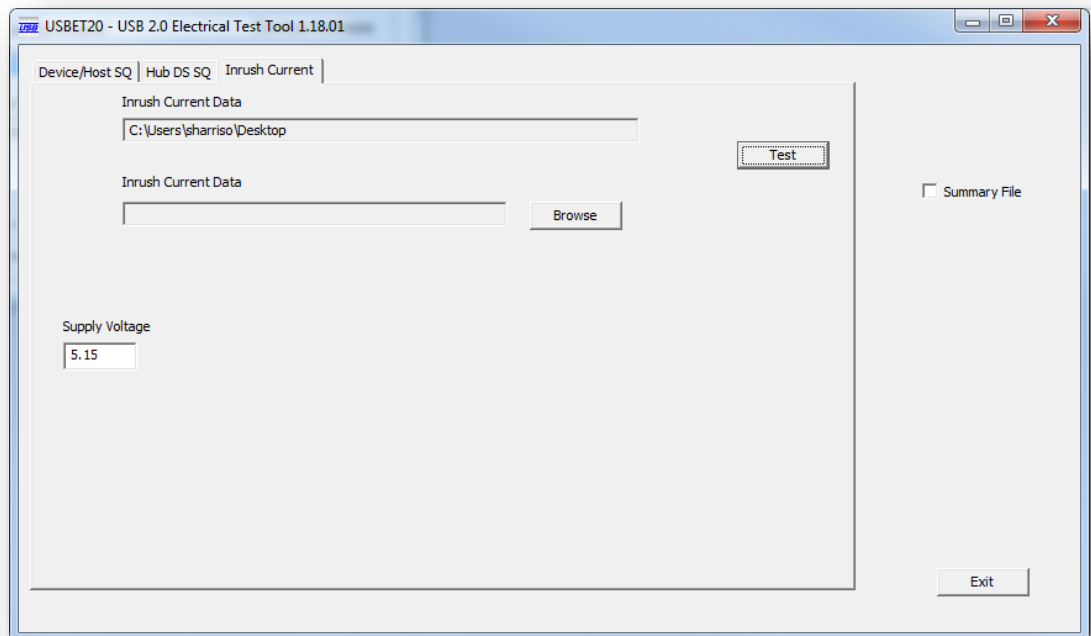 USB USBET20 - USB 2.0 Electrical Test Tool 1.18.01
Device/Host SQ Hub DS SQ Inrush Current
Inrush Current Data
C:\Users\sharriso\Desktop
Test
Inrush Current Data
Summary File
Browse
Supply Voltage
5.15
Exit